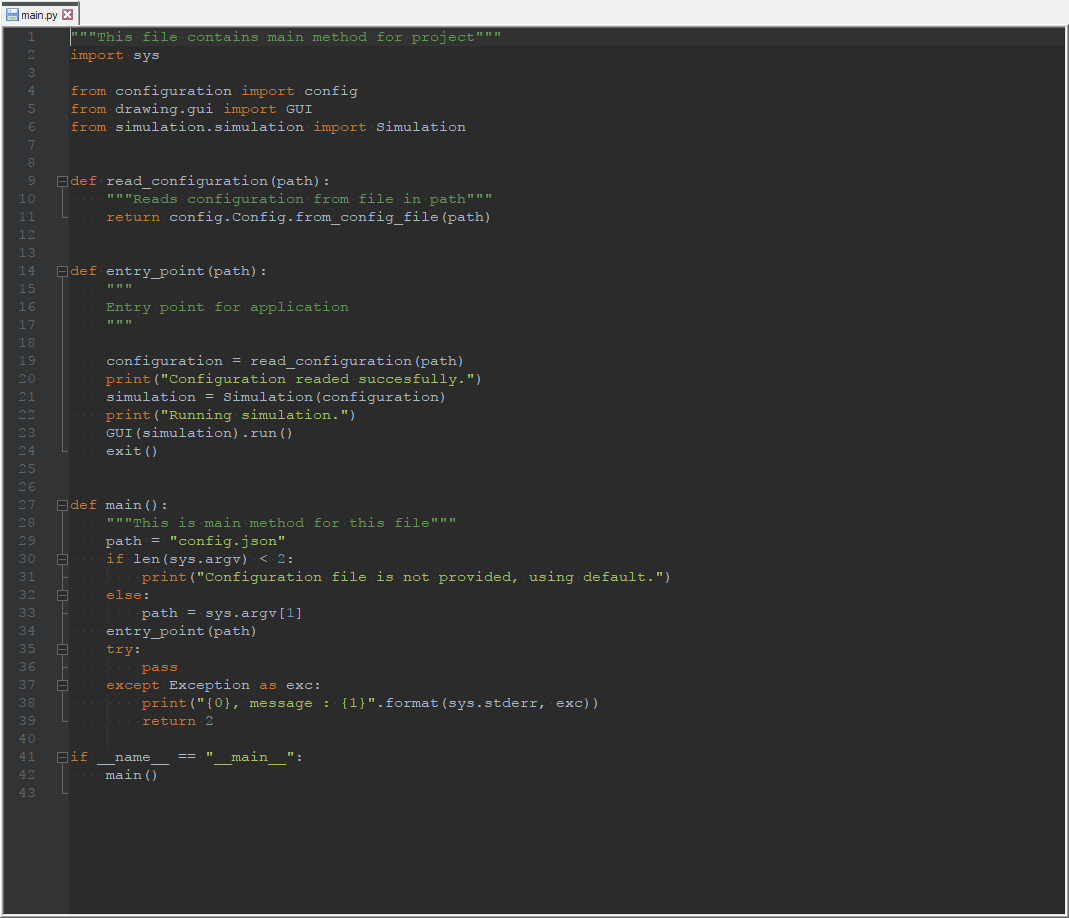 main.py
1 """This file contains main method for project"""
2 import sys
3
4 from configuration import config
5 from drawing.gui import GUI
6 from simulation.simulation import Simulation
7
8
9 def read_configuration(path):
10     """Reads configuration from file in path"""
11     return config.Config.from_config_file(path)
12
13
14 def entry_point(path):
15     """
16     Entry point for application
17     """
18
19     configuration = read_configuration(path)
20     print("Configuration readed succesfully.")
21     simulation = Simulation(configuration)
22     print("Running simulation.")
23     GUI(simulation).run()
24     exit()
25
26
27 def main():
28     """This is main method for this file"""
29     path = "config.json"
30     if len(sys.argv) < 2:
31         print("Configuration file is not provided, using default.")
32     else:
33         path = sys.argv[1]
34     entry_point(path)
35     try:
36         pass
37     except Exception as exc:
38         print("{0}, message : {1}".format(sys.stderr, exc))
39         return 2
40
41 if __name__ == "__main__":
42     main()
43